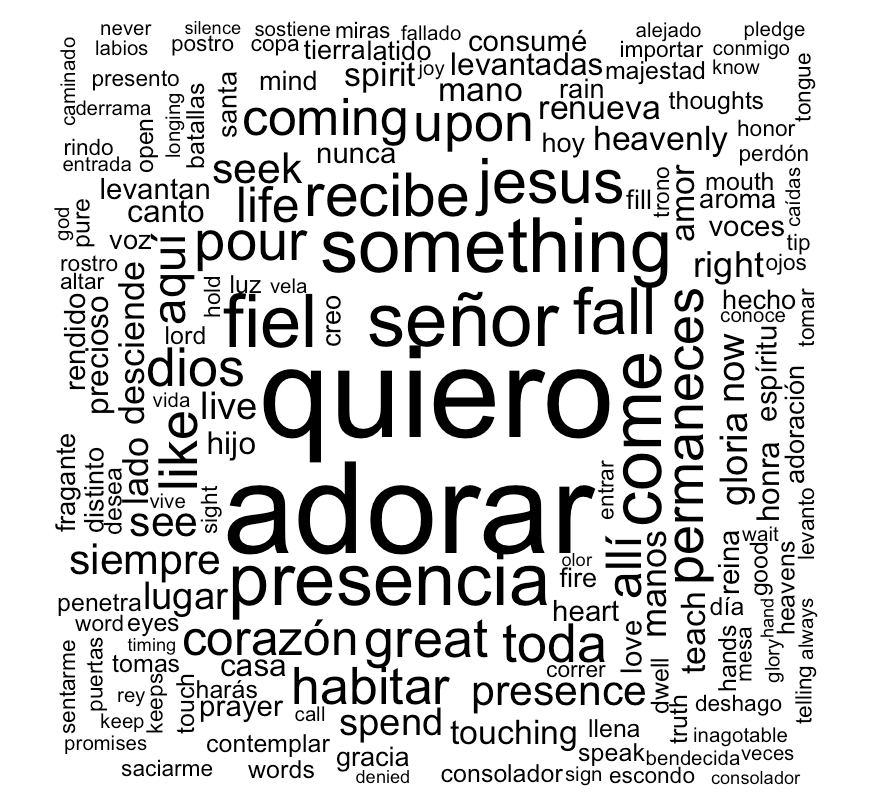 never silence sostiene miras fallado alejado pledge
labios postro copa tierra latido consumé importar conmigo
caminado presento mind spirit joy levantadas majestad know tongue
derrama longing batallas santa mano rain renueva thoughts
open coming upon hoy heavenly honor
rindo entrada nunca perdón
seek jesus
levantan life recibe fill trono amor mouth caídas
god pure canto aroma
voz aquí pour something voces tip
rostro right ojos
altar desciende hold luz vela
rendido precioso fiel creo señor fall permaneces hecho conoce tomar
lord now espíritu
dios quiero come gloria
vida live adoración
like hijo
fragante distinto desea lado vive sight adorar entrar honra levanto
see
siempre olor allí manos reina wait good heavens
presencia fire
penetra lugar heart teach día hand
word eyes timing corazón great toda love hands mesa glory always
sentarme puertas tomas casa correr dwell telling
rey keeps touch harás habitar presence truth deshago
keep prayer call spend touching llena inagotable
promises contemplar gracia speak bendecida veces
saciarme words denied consolador sign escondo consolador